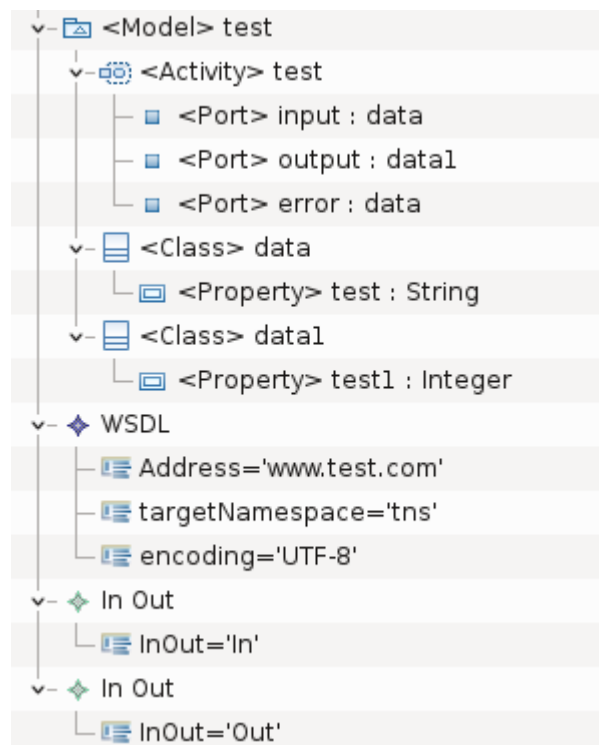 <Model> test
<Activity> test
<Port> input : data
<Port> output : data1
<Port> error : data
<Class> data
<Property> test : String
<Class> data1
<Property> test1 : Integer
WSDL
Address='www.test.com'
targetNamespace='tns'
encoding='UTF-8'
In Out
InOut='In'
In Out
InOut='Out'